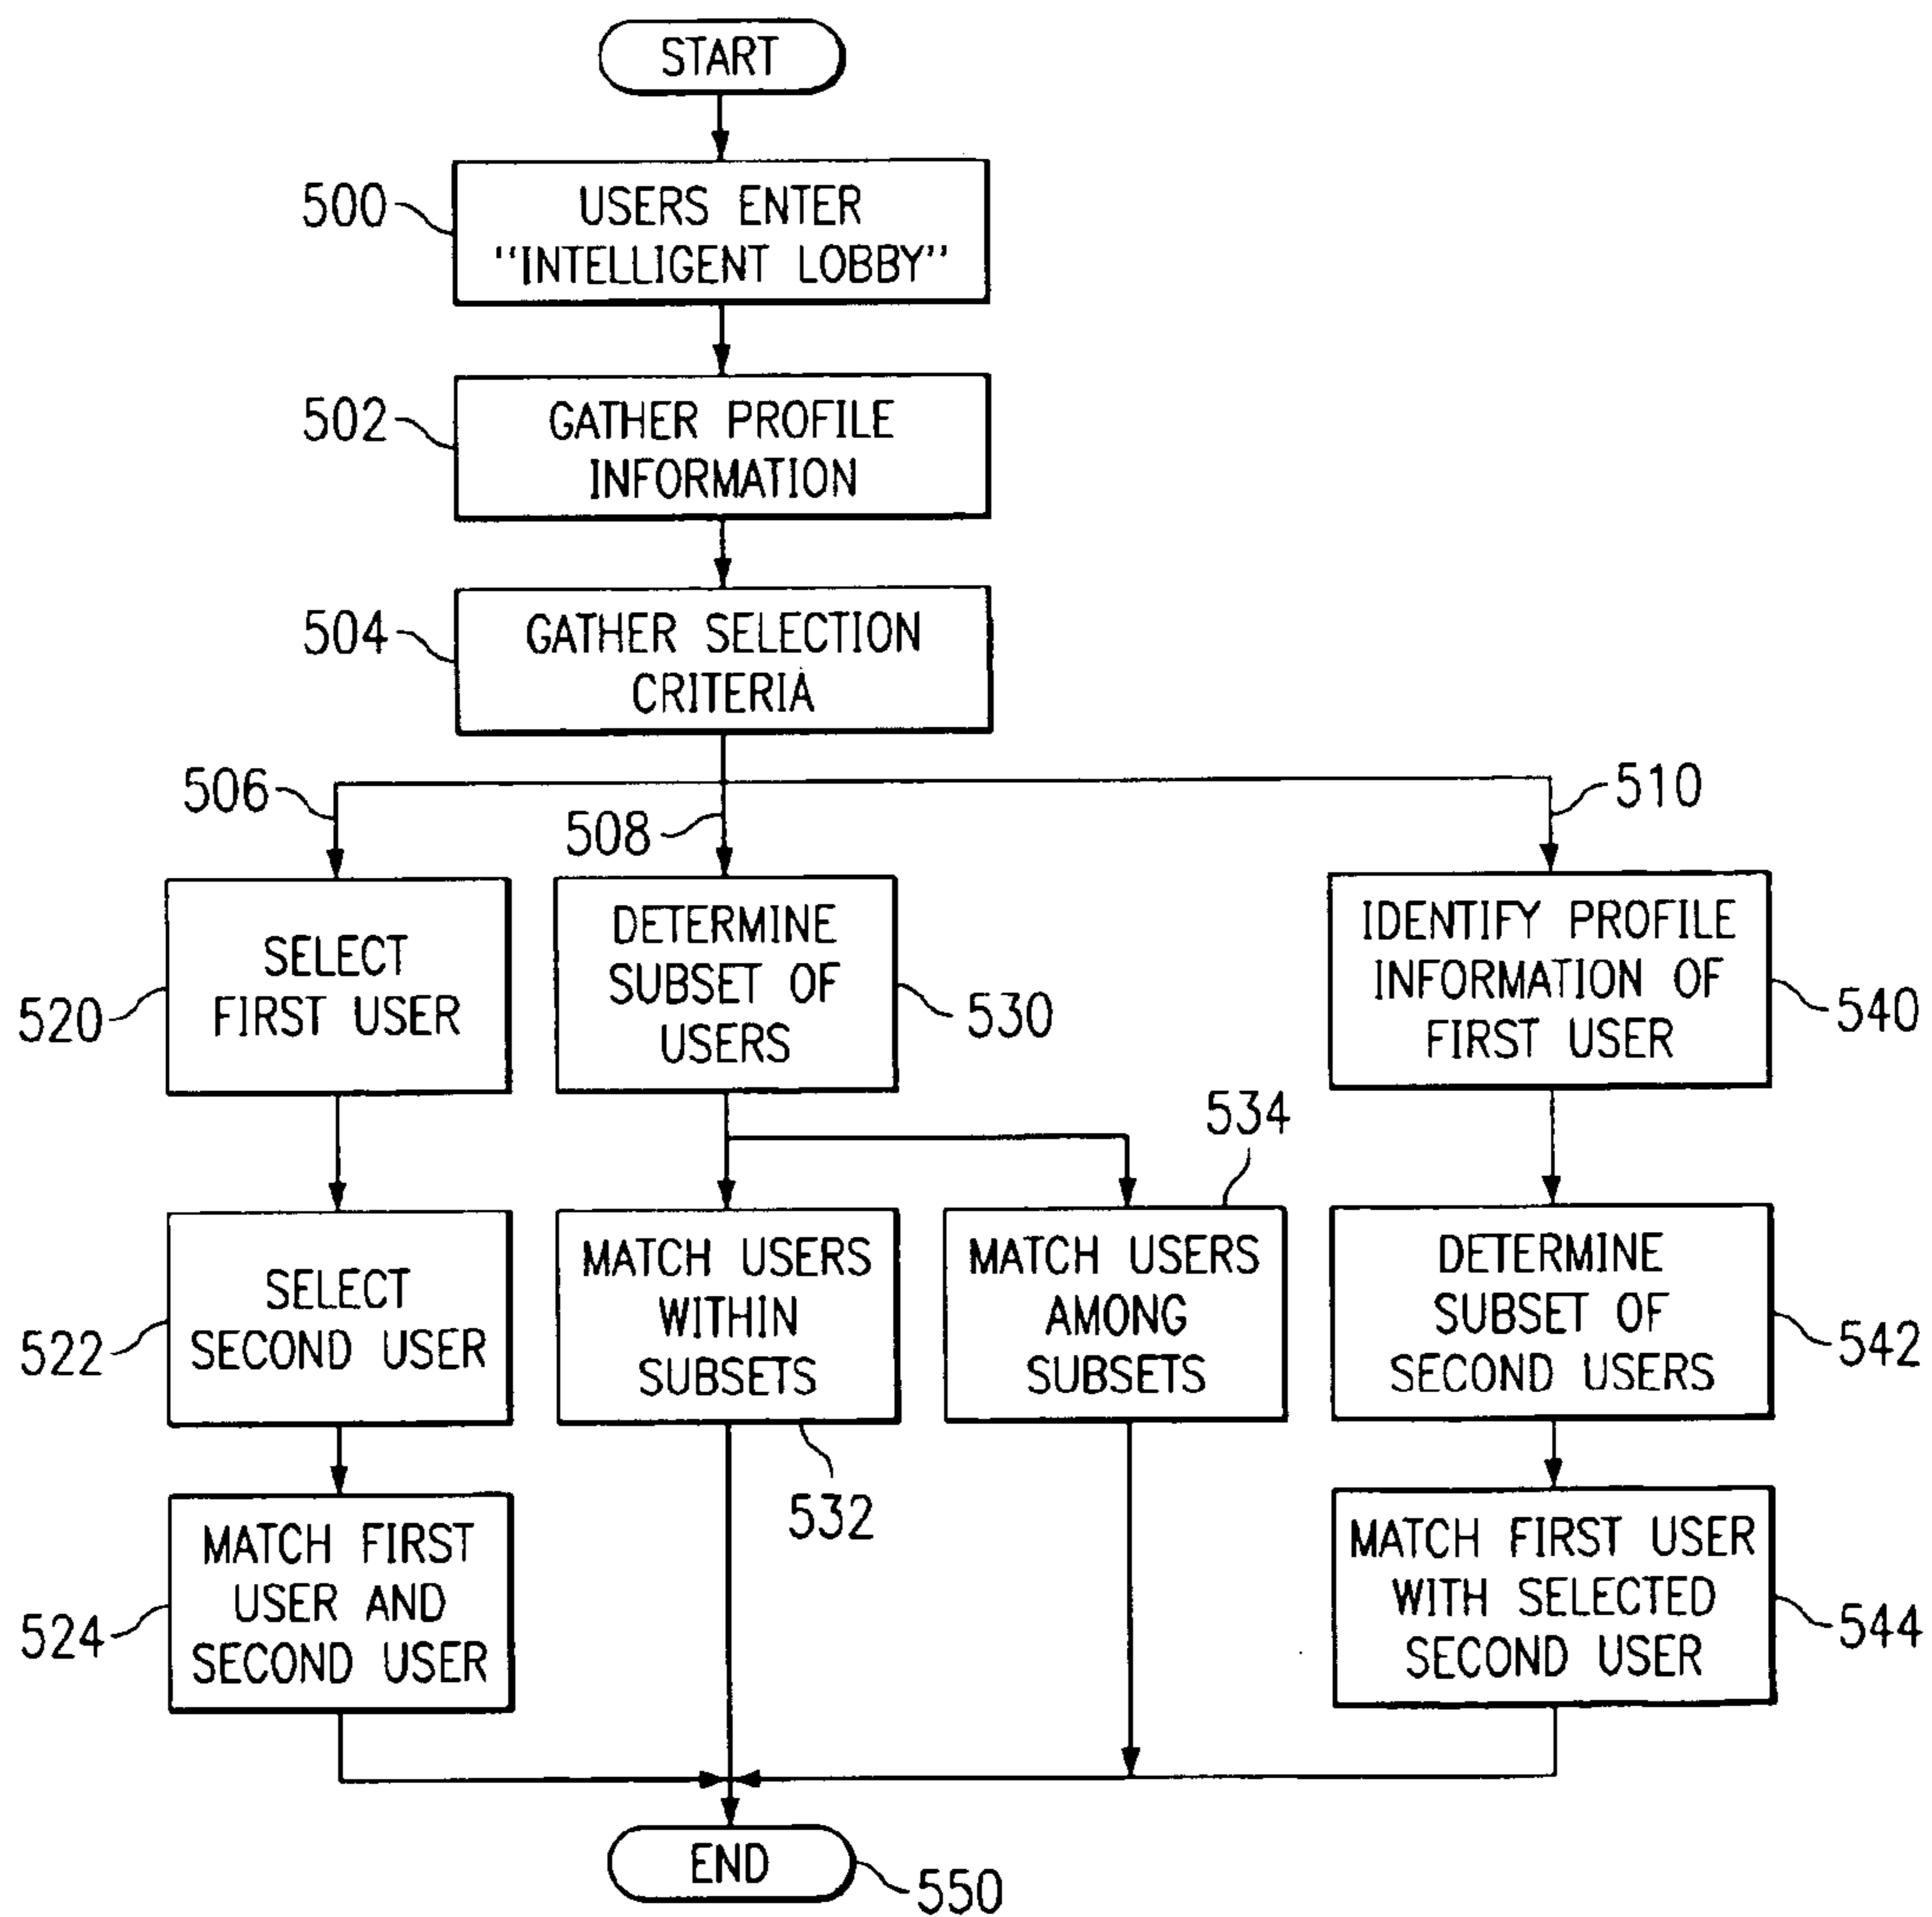 START
500
USERS ENTER
"INTELLIGENT LOBBY"
502
GATHER PROFILE
INFORMATION
504
GATHER SELECTION
CRITERIA
506
508
510
520
SELECT
FIRST USER
DETERMINE
SUBSET OF
USERS
530
IDENTIFY PROFILE
INFORMATION OF
FIRST USER
540
534
522
SELECT
SECOND USER
MATCH USERS
WITHIN
SUBSETS
532
MATCH USERS
AMONG
SUBSETS
DETERMINE
SUBSET OF
SECOND USERS
542
524
MATCH FIRST
USER AND
SECOND USER
MATCH FIRST USER
WITH SELECTED
SECOND USER
544
END
550